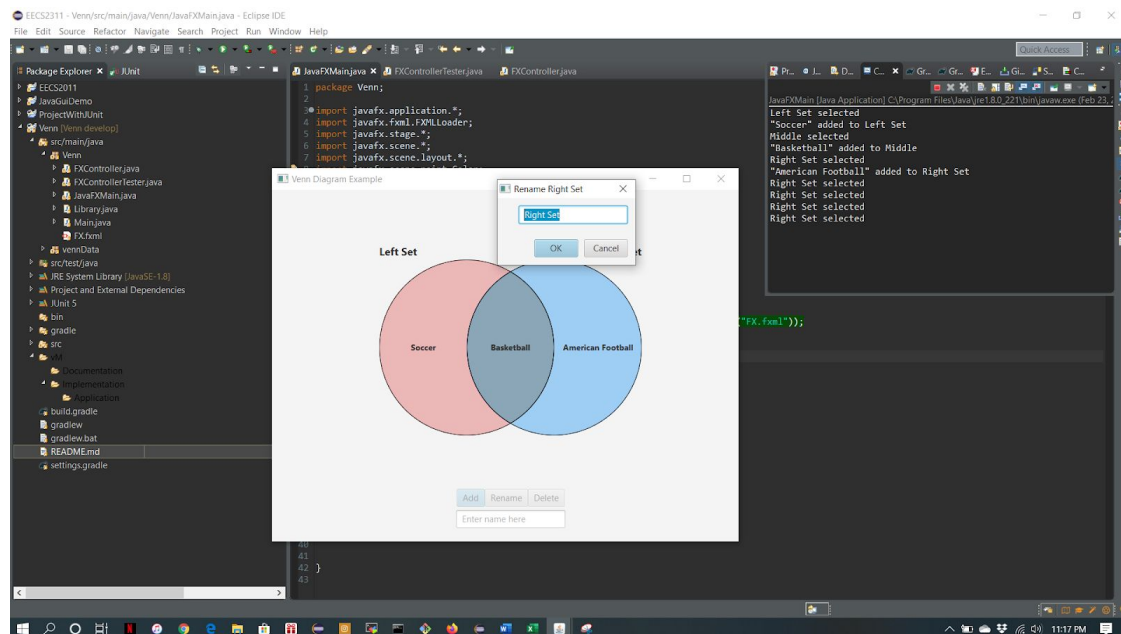 EECS2311 - Venn/src/main/java/Venn/JavaFXMain.java - Eclipse IDE
File Edit Source Refactor Navigate Search Project Run Window Help
Quick Access
Package Explorer JUnit
JavaFXMain.java FXControllerTester.java FXController.java
Pr... J... D... C... Gr... Gr... E... Gi... S... C...
EECS2011
JavaGuiDemo
ProjectWithJUnit
Venn [Venn develop]
src/main/java
Venn
FXController.java
FXControllerTester.java
JavaFXMain.java
Library.java
Main.java
FX.fxml
vennData
src/test/java
JRE System Library [JavaSE-1.8]
Project and External Dependencies
JUnit 5
bin
gradle
src
vM
Documentation
Implementation
Application
build.gradle
gradlew
gradlew.bat
README.md
settings.gradle
1 package Venn;
2
3 import javafx.application.*;
4 import javafx.fxml.FXMLLoader;
5 import javafx.stage.*;
6 import javafx.scene.*;
7 import javafx.scene.layout.*;
("FX.fxml"));
40
41
42 }
43
JavaFXMain [Java Application] C:\Program Files\Java\jre1.8.0_221\bin\javaw.exe (Feb 23,
Left Set selected
"Soccer" added to Left Set
Middle selected
"Basketball" added to Middle
Right Set selected
"American Football" added to Right Set
Right Set selected
Right Set selected
Right Set selected
Right Set selected
Venn Diagram Example
Rename Right Set
Right Set
OK Cancel
Left Set
Soccer Basketball American Football
Add Rename Delete
Enter name here
11:17 PM